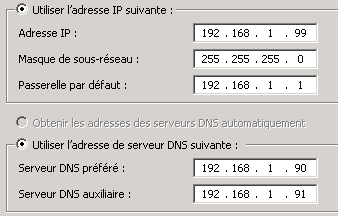 Utiliser l'adresse IP suivante :
Adresse IP : 192 . 168 . 1 . 99
Masque de sous-réseau : 255 . 255 . 255 . 0
Passerelle par défaut : 192 . 168 . 1 . 1
Obtenir les adresses des serveurs DNS automatiquement
Utiliser l'adresse de serveur DNS suivante :
Serveur DNS préféré : 192 . 168 . 1 . 90
Serveur DNS auxiliaire : 192 . 168 . 1 . 91